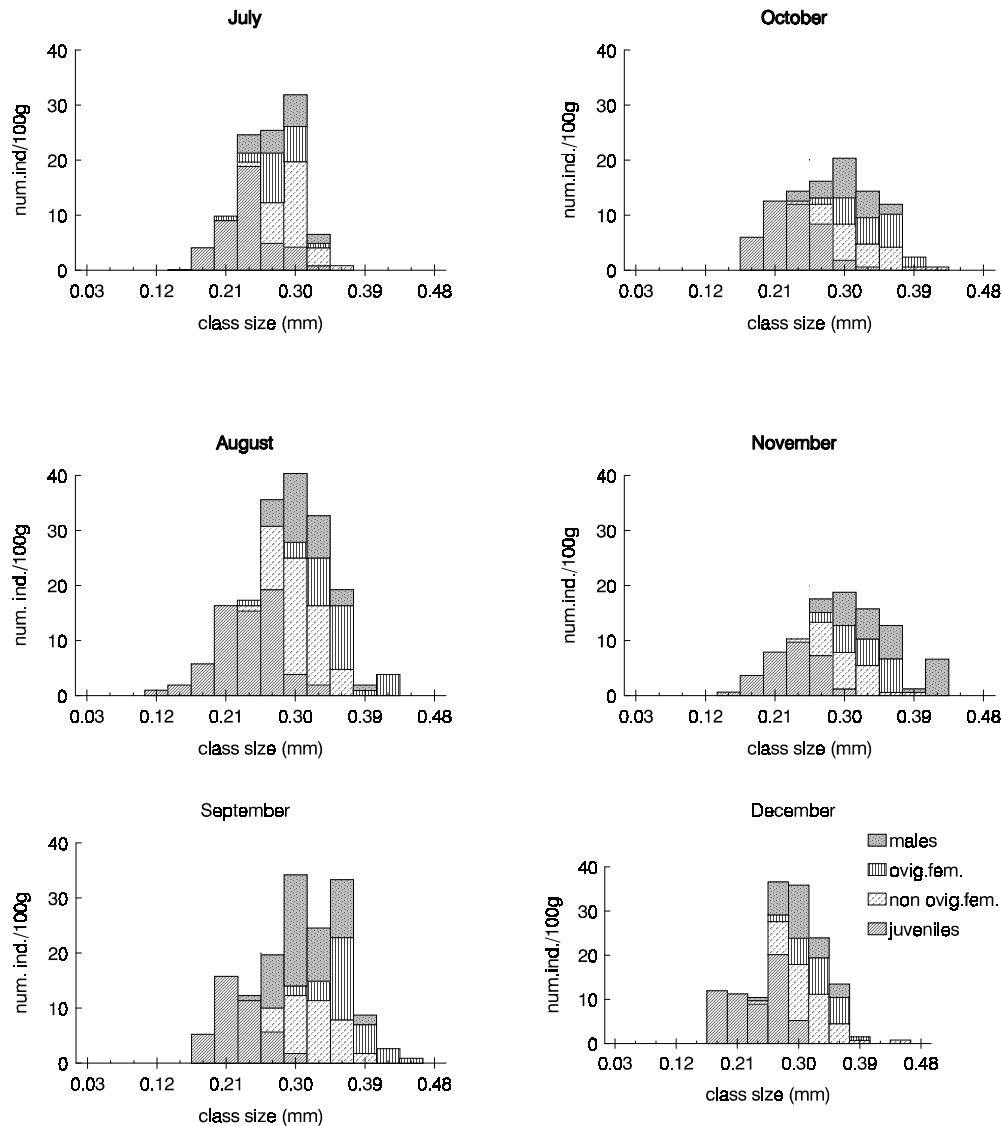 July
40
30
20
10
0
num.ind/100g
0.03 0.12 0.21 0.30 0.39 0.48
class size (mm)
October
40
30
20
10
0
num.ind./100g
0.03 0.12 0.21 0.30 0.39 0.48
class size (mm)
August
40
30
20
10
0
num. ind./100g
0.03 0.12 0.21 0.30 0.39 0.48
class size (mm)
November
40
30
20
10
0
num. ind./100g
0.03 0.12 0.21 0.30 0.39 0.48
class size (mm)
September
40
30
20
10
0
num. ind./100g
0.03 0.12 0.21 0.30 0.39 0.48
class size (mm)
December
40
30
20
10
0
num.ind./100g
0.03 0.12 0.21 0.30 0.39 0.48
class size (mm)
males
ovig.fem.
non ovig.fem.
juveniles